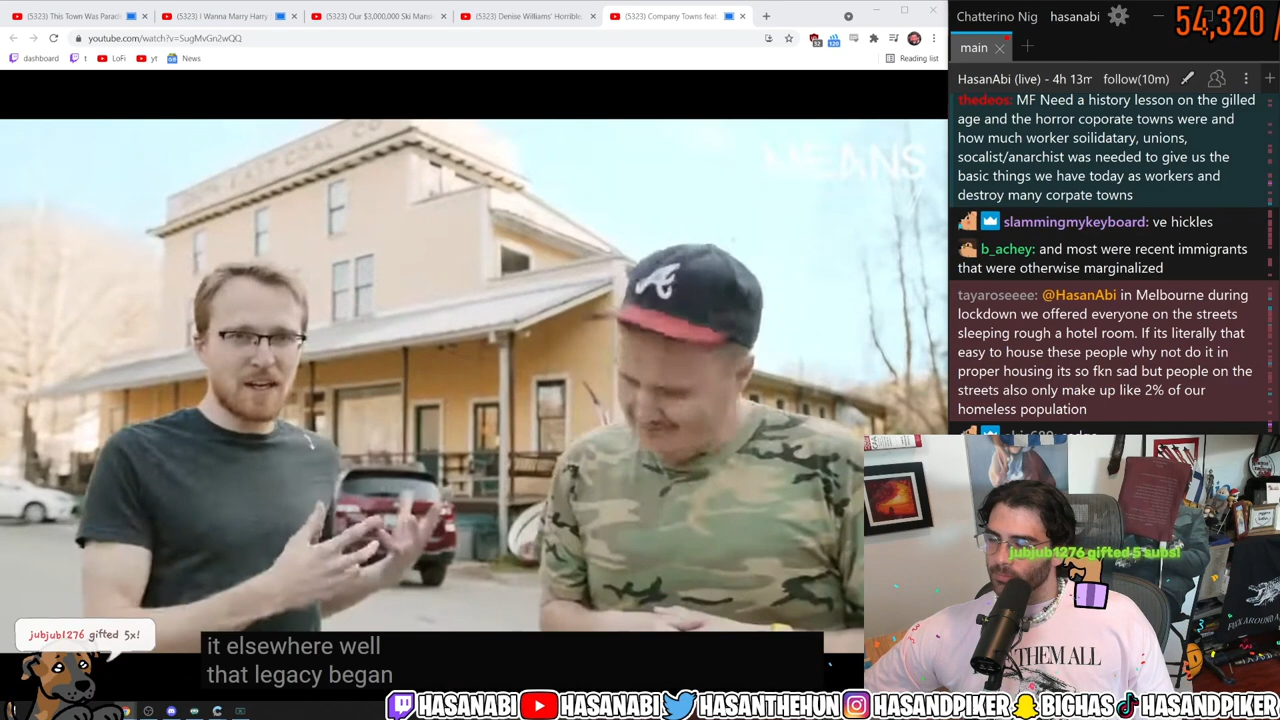 (5323) This Town Was Parad
(5323) I Wanna Marry Harry
(5323) Our $3,000,000 Ski Mans
(5323) Denise Williams' Horrible,
(5323) Company Towns feat.
youtube.com/watch?v=SugMvGn2wQQ
dashboard
t
LoFi
yt
News
Reading list
MEANS
it elsewhere well
that legacy began
jubjub1276 gifted 5x!
Chatterino Nig
hasanabi
54,320 /
main
HasanAbi (live) - 4h 13m
follow(10m)
thedeos: MF Need a history lesson on the gilled
age and the horror coporate towns were and
how much worker soilidatary, unions,
socalist/anarchist was needed to give us the
basic things we have today as workers and
destroy many corpate towns
slammingmykeyboard: ve hickles
b_achey: and most were recent immigrants
that were otherwise marginalized
tayaroseeee: @HasanAbi in Melbourne during
lockdown we offered everyone on the streets
sleeping rough a hotel room. If its literally that
easy to house these people why not do it in
proper housing its so fkn sad but people on the
streets also only make up like 2% of our
homeless population
jubjub1276 gifted 5 subs!
THEM ALL
HASANABI
HASANABI
HASANTHEHUN
HASANDPIKER
BIGHAS
HASANDPIKER